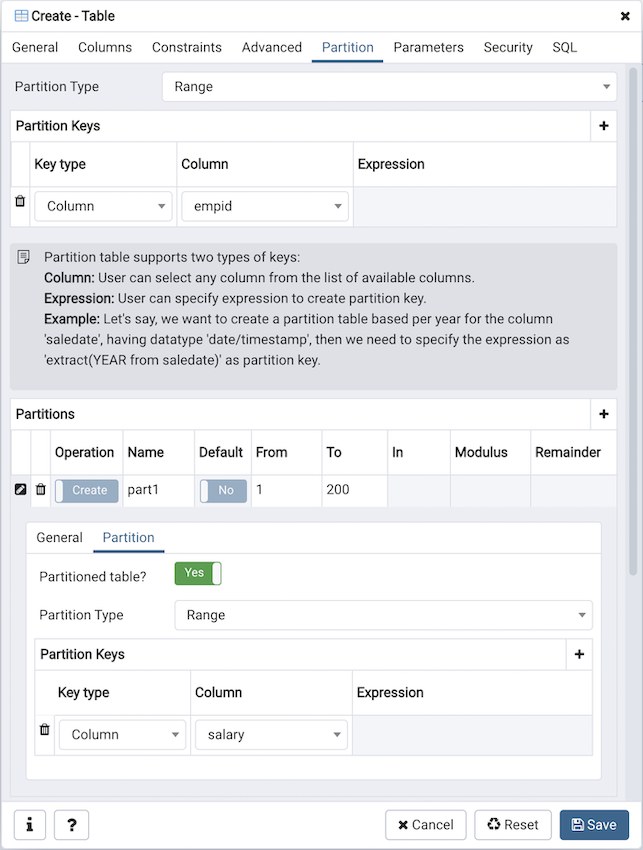 Create - Table
General Columns Constraints Advanced Partition Parameters Security SQL
Partition Type Range
Partition Keys
Key type Column Expression
Column empid
Partition table supports two types of keys:
Column: User can select any column from the list of available columns.
Expression: User can specify expression to create partition key.
Example: Let's say, we want to create a partition table based per year for the column
'saledate', having datatype 'date/timestamp', then we need to specify the expression as
'extract(YEAR from saledate)' as partition key.
Partitions
Operation Name Default From To In Modulus Remainder
Create part1 No 1 200
General Partition
Partitioned table? Yes
Partition Type Range
Partition Keys
Key type Column Expression
Column salary
i ? Cancel Reset Save